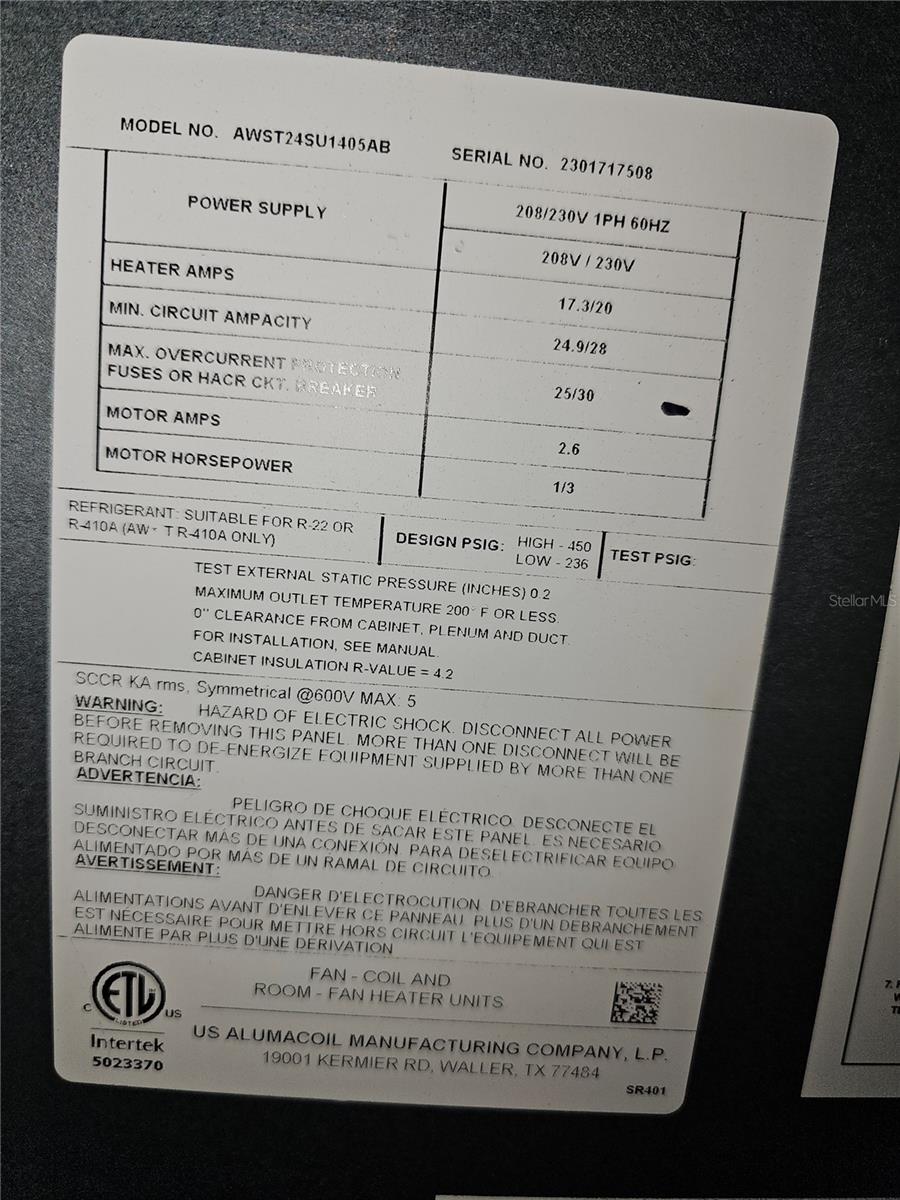 MODEL NO. AWST24SU1405AB
SERIAL NO. 2301717508
POWER SUPPLY
208/230V 1PH 60HZ
208V / 230V
HEATER AMPS
17.3/20
MIN. CIRCUIT AMPACITY
24.9/28
MAX. OVERCURRENT PROTECTION
FUSES OR HACR CKT. BREAKER
25/30
MOTOR AMPS
2.6
MOTOR HORSEPOWER
1/3
REFRIGERANT: SUITABLE FOR R-22 OR
R-410A (AW* T R-410A ONLY)
DESIGN PSIG:
HIGH - 450
LOW - 236
TEST PSIG:
TEST EXTERNAL STATIC PRESSURE (INCHES) 0.2
MAXIMUM OUTLET TEMPERATURE 200° F OR LESS.
0" CLEARANCE FROM CABINET, PLENUM AND DUCT.
FOR INSTALLATION, SEE MANUAL.
CABINET INSULATION R-VALUE = 4.2
SCCR KA rms, Symmetrical @600V MAX: 5
WARNING: HAZARD OF ELECTRIC SHOCK. DISCONNECT ALL POWER
BEFORE REMOVING THIS PANEL. MORE THAN ONE DISCONNECT WILL BE
REQUIRED TO DE-ENERGIZE EQUIPMENT SUPPLIED BY MORE THAN ONE
BRANCH CIRCUIT.
ADVERTENCIA:
PELIGRO DE CHOQUE ELÉCTRICO. DESCONECTE EL
SUMINISTRO ELÉCTRICO ANTES DE SACAR ESTE PANEL. ES NECESARIO
DESCONECTAR MÁS DE UNA CONEXIÓN. PARA DESELECTRIFICAR EQUIPO
ALIMENTADO POR MÁS DE UN RAMAL DE CIRCUITO.
AVERTISSEMENT:
DANGER D'ELECTROCUTION. D'EBRANCHER TOUTES LES
ALIMENTATIONS AVANT D'ENLEVER CE PANNEAU. PLUS D'UN DEBRANCHEMENT
EST NÉCESSAIRE POUR METTRE HORS CIRCUIT L'EQUIPEMENT QUI EST
ALIMENTE PAR PLUS D'UNE DERIVATION
FAN - COIL AND
ROOM - FAN HEATER UNITS
C ETL US
LISTED
Intertek
5023370
US ALUMACOIL MANUFACTURING COMPANY, L.P.
19001 KERMIER RD, WALLER, TX 77484
SR401
StellarMLS
7.